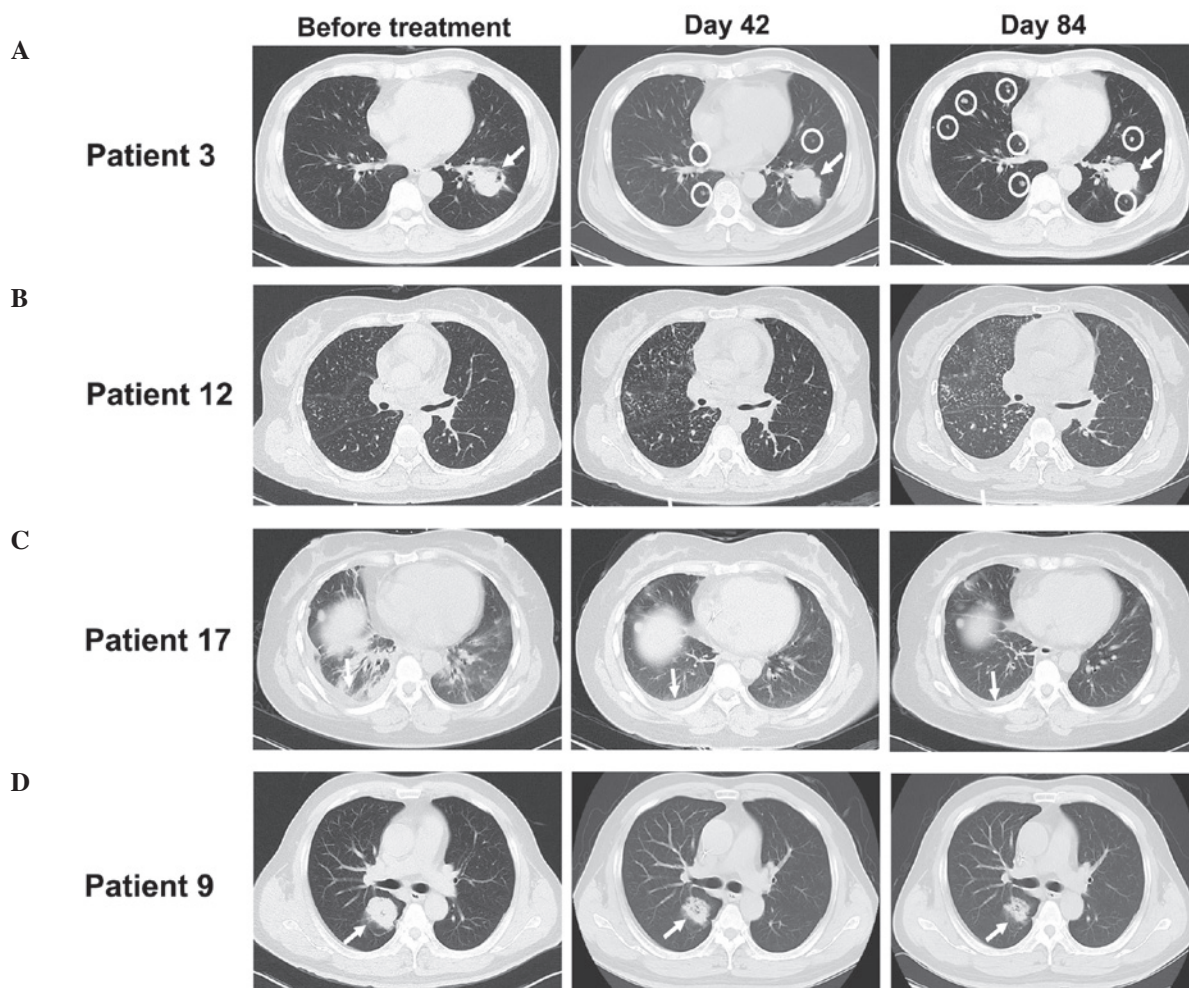 Before treatment Day 42 Day 84
A
Patient 3
B
Patient 12
C
Patient 17
D
Patient 9